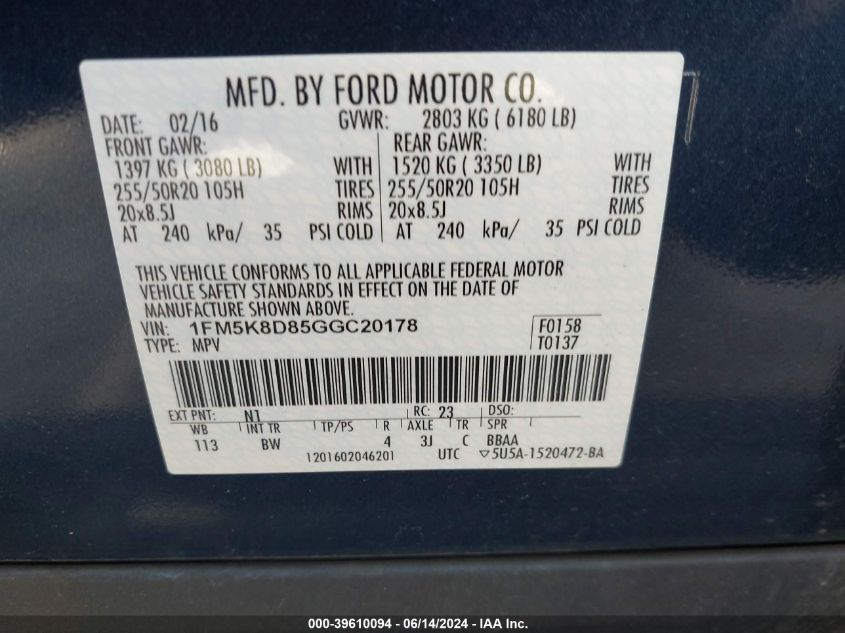 MFD. BY FORD MOTOR CO.
DATE: 02/16 GVWR: 2803 KG ( 6180 LB)
FRONT GAWR: REAR GAWR:
1397 KG ( 3080 LB) WITH 1520 KG ( 3350 LB) WITH
255/50R20 105H TIRES 255/50R20 105H TIRES
20x8.5J RIMS 20x8.5J RIMS
AT 240 kPa/ 35 PSI COLD AT 240 kPa/ 35 PSI COLD
THIS VEHICLE CONFORMS TO ALL APPLICABLE FEDERAL MOTOR
VEHICLE SAFETY STANDARDS IN EFFECT ON THE DATE OF
MANUFACTURE SHOWN ABOVE.
VIN: 1FM5K8D85GGC20178 F0158
TYPE: MPV T0137
EXT PNT: N1 RC: 23 DSO:
WB INT TR TP/PS R AXLE TR SPR
113 BW 4 3J C BBAA
1201602046201 UTC ▽5U5A-1520472-BA
000-39610094 - 06/14/2024 - IAA Inc.